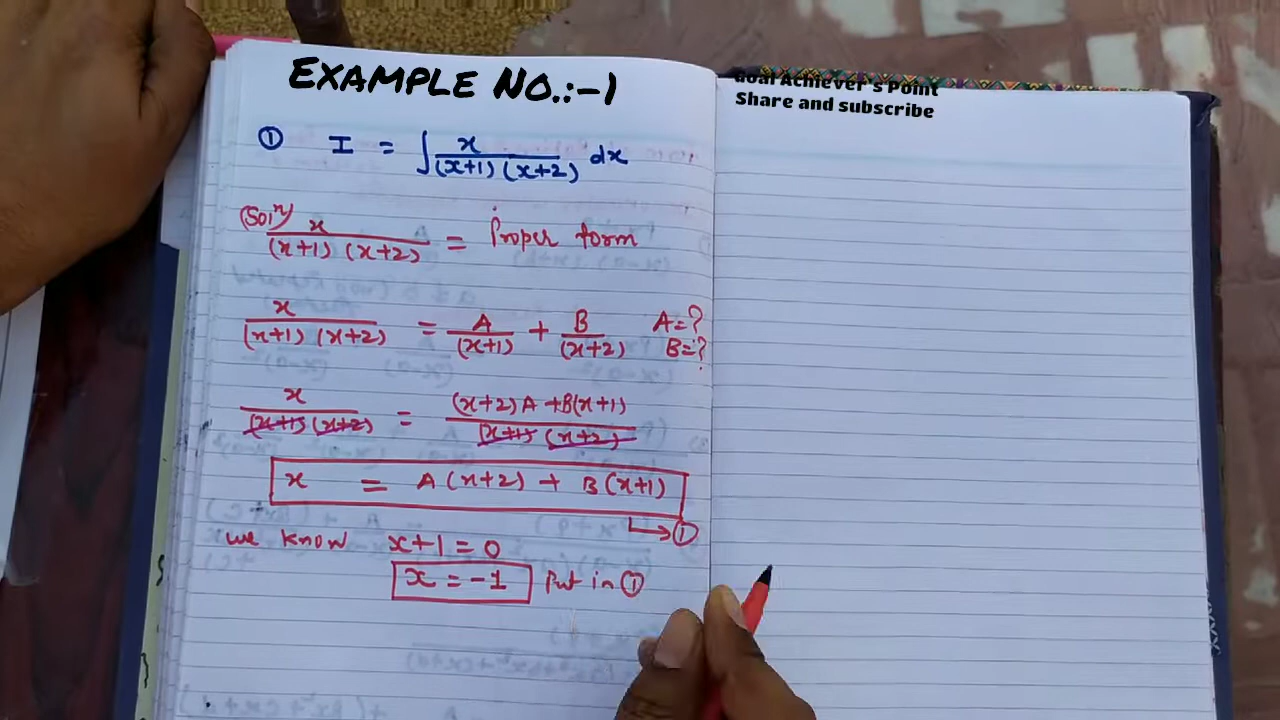 EXAMPLE NO.:-1
Goal Achiever's Point
Share and subscribe
① I = ∫ x/((x+1)(x+2)) dx
(Solⁿ) x/((x+1)(x+2)) = Proper form
x/((x+1)(x+2)) = A/(x+1) + B/(x+2) A=?
B=?
x/((x+1)(x+2)) = ((x+2)A+B(x+1))/((x+1)(x+2))
x = A(x+2) + B(x+1)
→①
we know x+1=0
x = -1 Put in ①